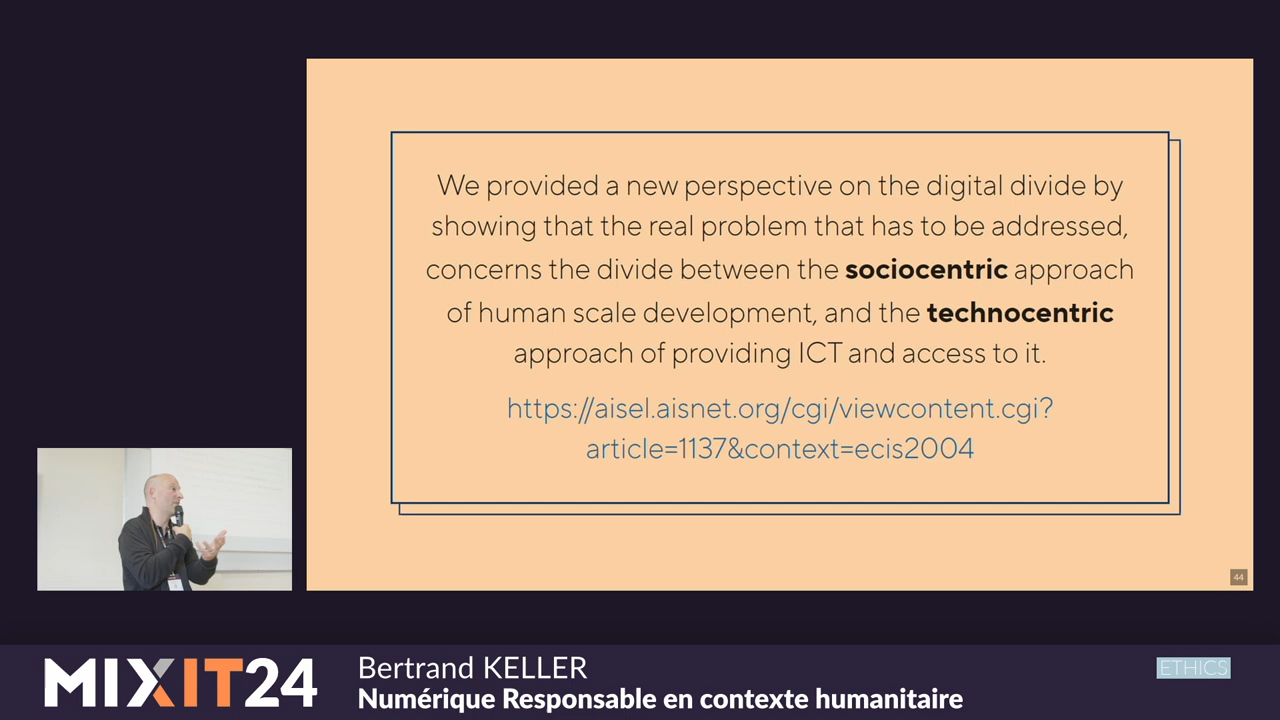 We provided a new perspective on the digital divide by
showing that the real problem that has to be addressed,
concerns the divide between the sociocentric approach
of human scale development, and the technocentric
approach of providing ICT and access to it.
https://aisel.aisnet.org/cgi/viewcontent.cgi?
article=1137&context=ecis2004
44
MIXIT24
Bertrand KELLER
Numérique Responsable en contexte humanitaire
ETHICS